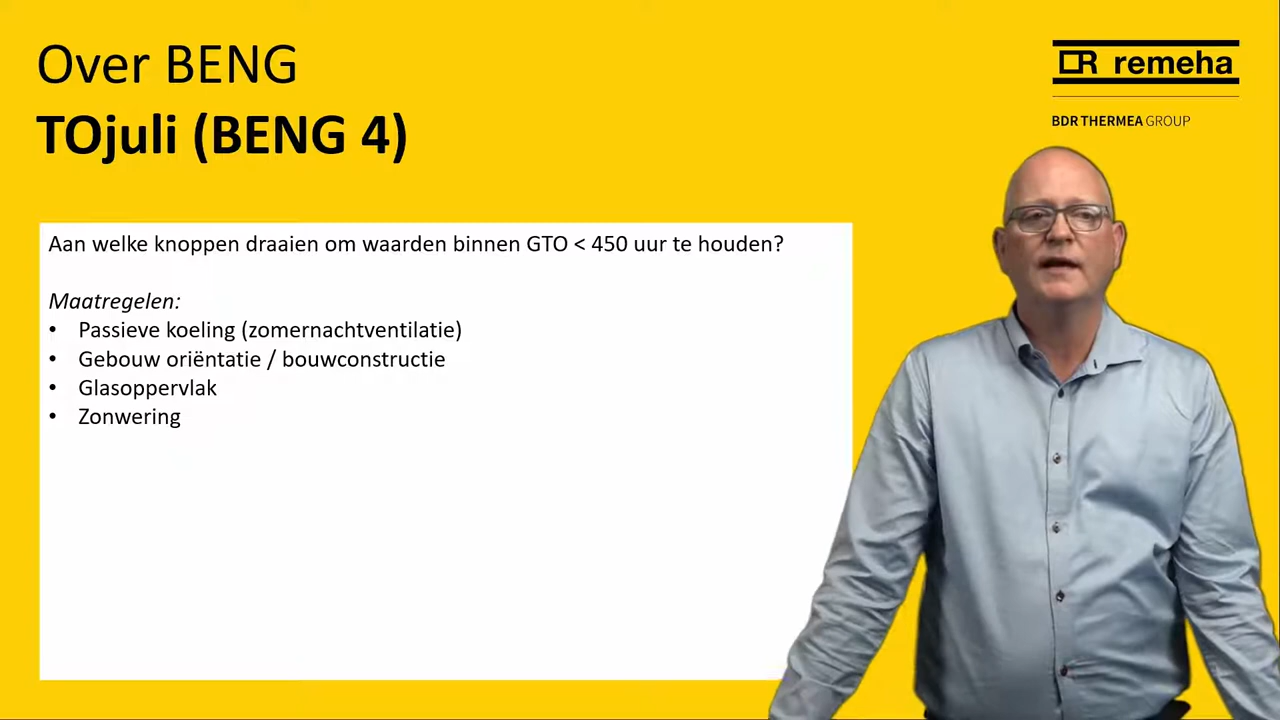 Over BENG
TOjuli (BENG 4)
remeha
BDR THERMEA GROUP
Aan welke knoppen draaien om waarden binnen GTO < 450 uur te houden?
Maatregelen:
• Passieve koeling (zomernachtventilatie)
• Gebouw oriëntatie / bouwconstructie
• Glasoppervlak
• Zonwering